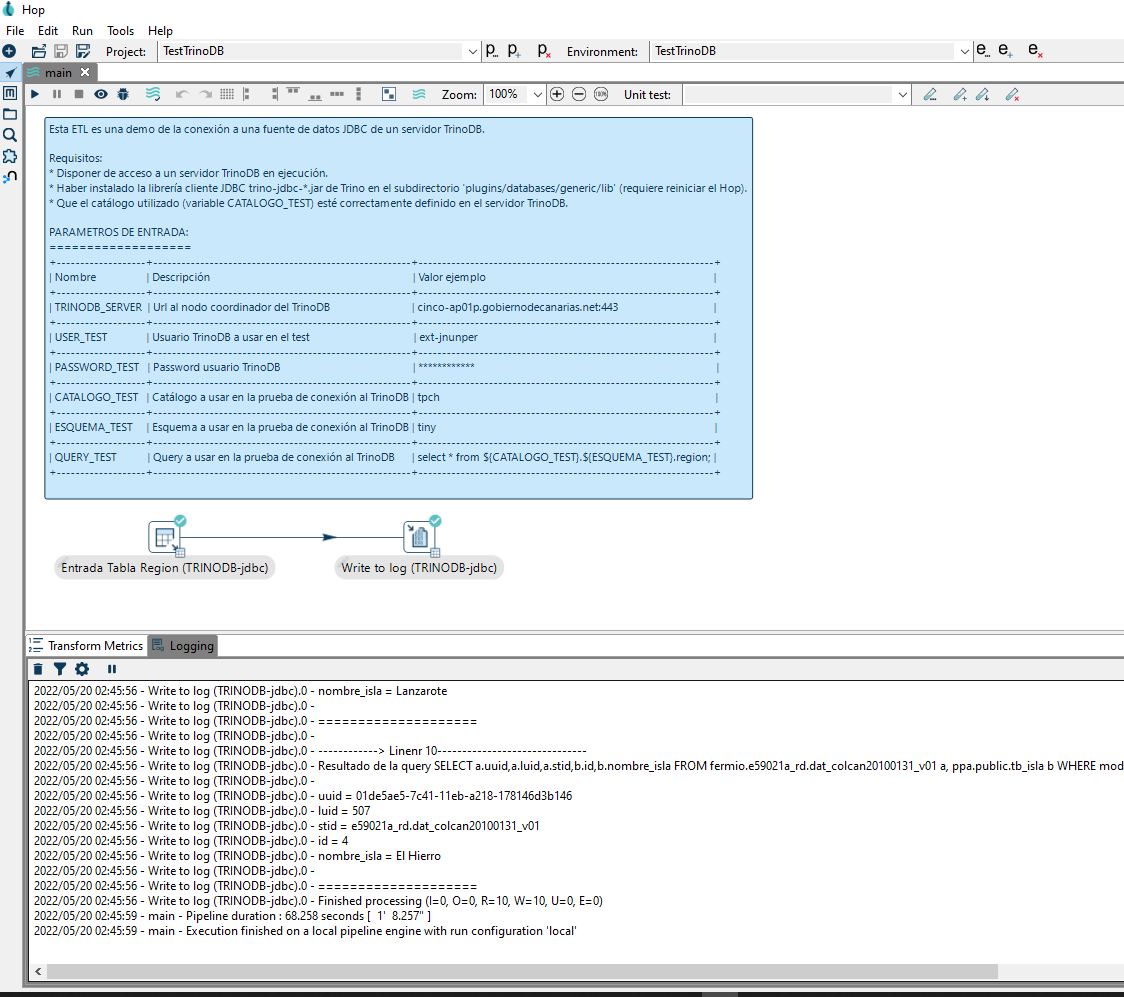 Hop
File Edit Run Tools Help
Project: TestTrinoDB Environment: TestTrinoDB
main
Zoom: 100% Unit test:
Esta ETL es una demo de la conexión a una fuente de datos JDBC de un servidor TrinoDB.
Requisitos:
* Disponer de acceso a un servidor TrinoDB en ejecución.
* Haber instalado la librería cliente JDBC trino-jdbc-*.jar de Trino en el subdirectorio 'plugins/databases/generic/lib' (requiere reiniciar el Hop).
* Que el catálogo utilizado (variable CATALOGO_TEST) esté correctamente definido en el servidor TrinoDB.
PARAMETROS DE ENTRADA:
===================
| Nombre | Descripción | Valor ejemplo |
| TRINODB_SERVER | Url al nodo coordinador del TrinoDB | cinco-ap01p.gobiernodecanarias.net:443 |
| USER_TEST | Usuario TrinoDB a usar en el test | ext-jnunper |
| PASSWORD_TEST | Password usuario TrinoDB | ************ |
| CATALOGO_TEST | Catálogo a usar en la prueba de conexión al TrinoDB | tpch |
| ESQUEMA_TEST | Esquema a usar en la prueba de conexión al TrinoDB | tiny |
| QUERY_TEST | Query a usar en la prueba de conexión al TrinoDB | select * from ${CATALOGO_TEST}.${ESQUEMA_TEST}.region; |
Entrada Tabla Region (TRINODB-jdbc) Write to log (TRINODB-jdbc)
Transform Metrics Logging
2022/05/20 02:45:56 - Write to log (TRINODB-jdbc).0 - nombre_isla = Lanzarote
2022/05/20 02:45:56 - Write to log (TRINODB-jdbc).0 -
2022/05/20 02:45:56 - Write to log (TRINODB-jdbc).0 - ====================
2022/05/20 02:45:56 - Write to log (TRINODB-jdbc).0 -
2022/05/20 02:45:56 - Write to log (TRINODB-jdbc).0 - ------------> Linenr 10------------------------------
2022/05/20 02:45:56 - Write to log (TRINODB-jdbc).0 - Resultado de la query SELECT a.uuid,a.luid,a.stid,b.id,b.nombre_isla FROM fermio.e59021a_rd.dat_colcan20100131_v01 a, ppa.public.tb_isla b WHERE mod
2022/05/20 02:45:56 - Write to log (TRINODB-jdbc).0 -
2022/05/20 02:45:56 - Write to log (TRINODB-jdbc).0 - uuid = 01de5ae5-7c41-11eb-a218-178146d3b146
2022/05/20 02:45:56 - Write to log (TRINODB-jdbc).0 - luid = 507
2022/05/20 02:45:56 - Write to log (TRINODB-jdbc).0 - stid = e59021a_rd.dat_colcan20100131_v01
2022/05/20 02:45:56 - Write to log (TRINODB-jdbc).0 - id = 4
2022/05/20 02:45:56 - Write to log (TRINODB-jdbc).0 - nombre_isla = El Hierro
2022/05/20 02:45:56 - Write to log (TRINODB-jdbc).0 -
2022/05/20 02:45:56 - Write to log (TRINODB-jdbc).0 - ====================
2022/05/20 02:45:56 - Write to log (TRINODB-jdbc).0 - Finished processing (I=0, O=0, R=10, W=10, U=0, E=0)
2022/05/20 02:45:59 - main - Pipeline duration : 68.258 seconds [ 1' 8.257" ]
2022/05/20 02:45:59 - main - Execution finished on a local pipeline engine with run configuration 'local'